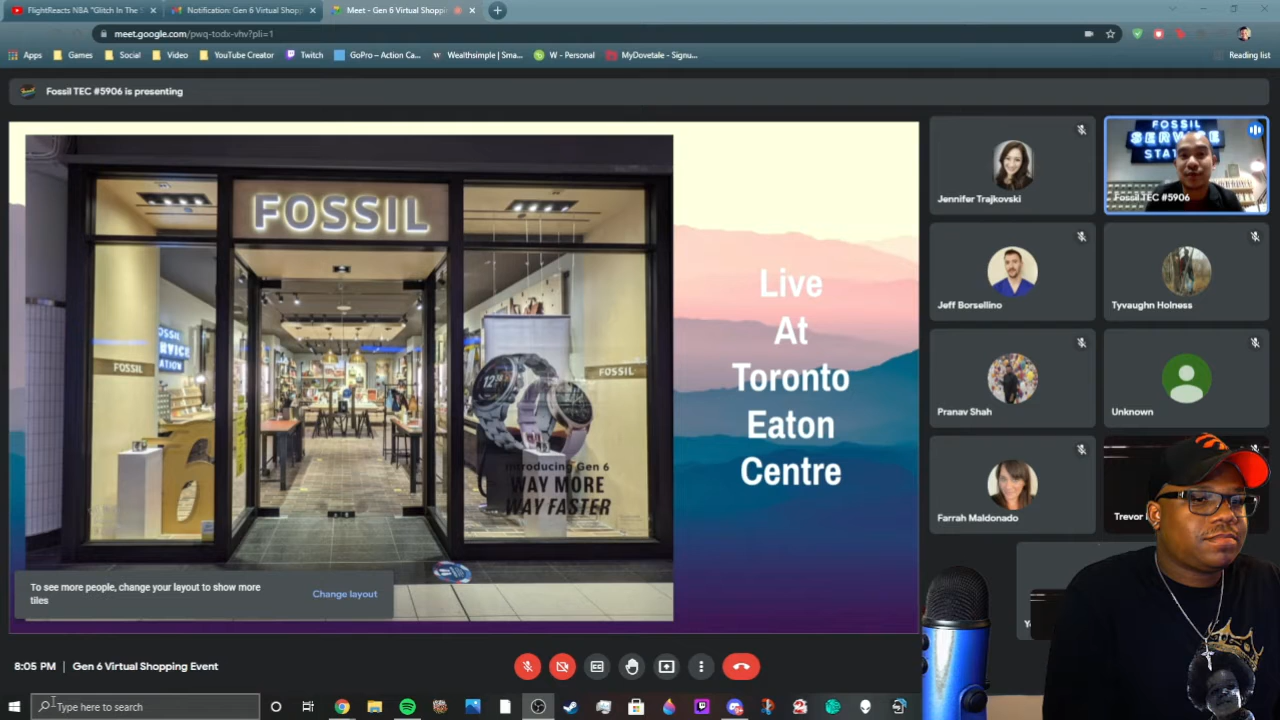 FlightReacts NBA "Glitch In The
Notification: Gen 6 Virtual Shopp
Meet - Gen 6 Virtual Shoppi
meet.google.com/pwq-todx-vhv?pli=1
Apps
Games
Social
Video
YouTube Creator
Twitch
GoPro – Action Ca...
Wealthsimple | Sma...
W - Personal
MyDovetale - Signu...
Reading list
Fossil TEC #5906 is presenting
FOSSIL
FOSSIL
FOSSIL
Introducing Gen 6
WAY MORE
WAY FASTER
Live
At
Toronto
Eaton
Centre
Jennifer Trajkovski
FOSSIL
SERVICE
STAT
Fossil TEC #5906
Jeff Borsellino
Tyvaughn Holness
Pranav Shah
Unknown
Farrah Maldonado
Trevor
To see more people, change your layout to show more
tiles
Change layout
8:05 PM | Gen 6 Virtual Shopping Event
Type here to search